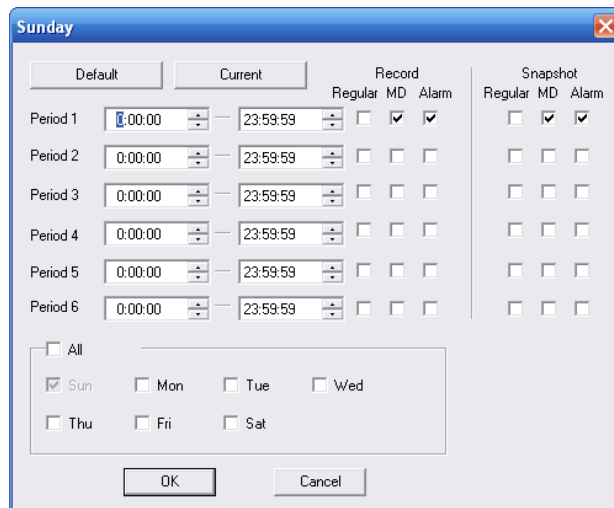 Sunday
Default Current Record Snapshot
Regular MD Alarm Regular MD Alarm
Period 1 0:00:00 23:59:59
Period 2 0:00:00 23:59:59
Period 3 0:00:00 23:59:59
Period 4 0:00:00 23:59:59
Period 5 0:00:00 23:59:59
Period 6 0:00:00 23:59:59
All
Sun Mon Tue Wed
Thu Fri Sat
OK Cancel